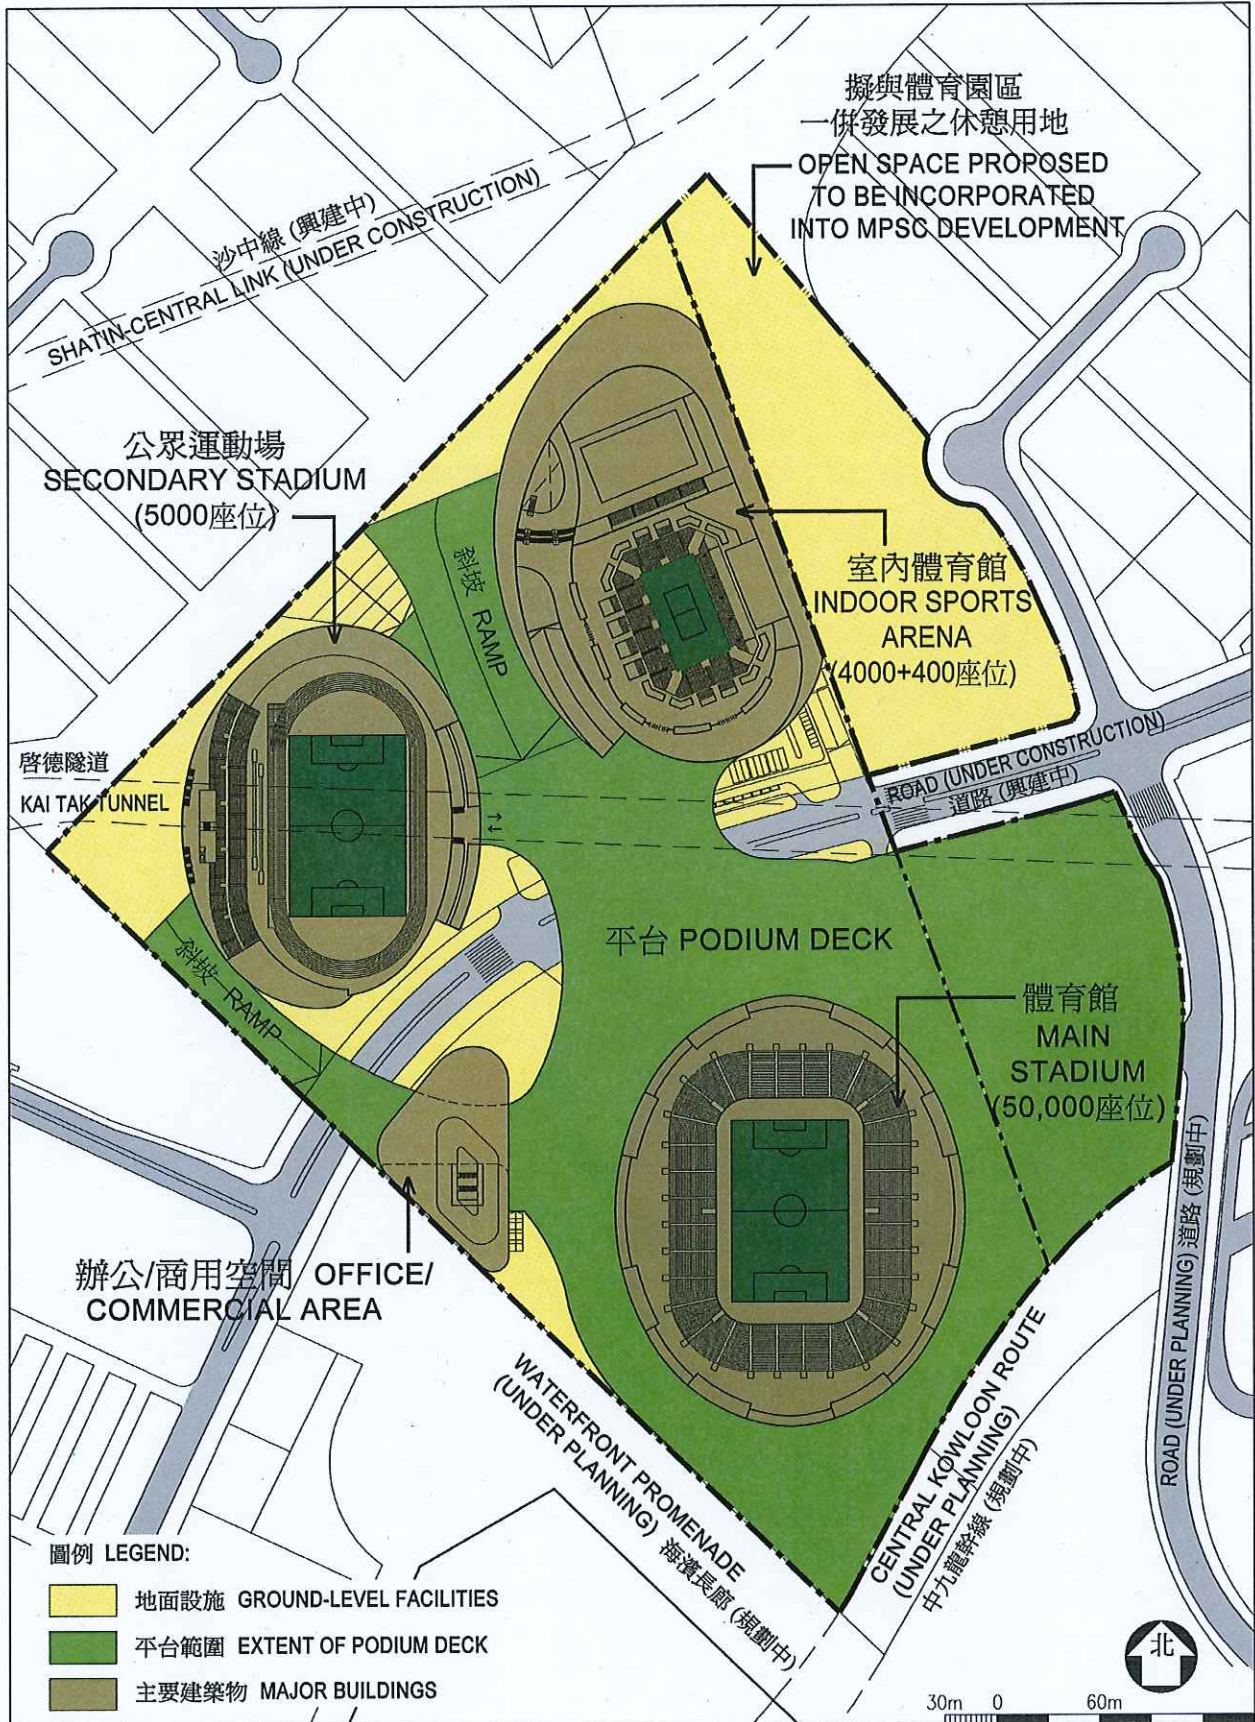 擬與體育園區
一併發展之休憩用地
OPEN SPACE PROPOSED
TO BE INCORPORATED
INTO MPSC DEVELOPMENT
沙中線 (興建中)
SHATIN-CENTRAL LINK (UNDER CONSTRUCTION)
公眾運動場
SECONDARY STADIUM
(5000座位)
斜坡 RAMP
室內體育館
INDOOR SPORTS
ARENA
(4000+400座位)
啓德隧道
KAI TAK TUNNEL
ROAD (UNDER CONSTRUCTION)
道路 (興建中)
平台 PODIUM DECK
斜坡 RAMP
體育館
MAIN
STADIUM
(50,000座位)
辦公/商用空間 OFFICE/
COMMERCIAL AREA
ROAD (UNDER PLANNING) 道路 (規劃中)
WATERFRONT PROMENADE
(UNDER PLANNING) 海濱長廊 (規劃中)
CENTRAL KOWLOON ROUTE
(UNDER PLANNING)
中九龍幹線 (規劃中)
圖例 LEGEND:
地面設施 GROUND-LEVEL FACILITIES
平台範圍 EXTENT OF PODIUM DECK
主要建築物 MAJOR BUILDINGS
北
30m 0 60m